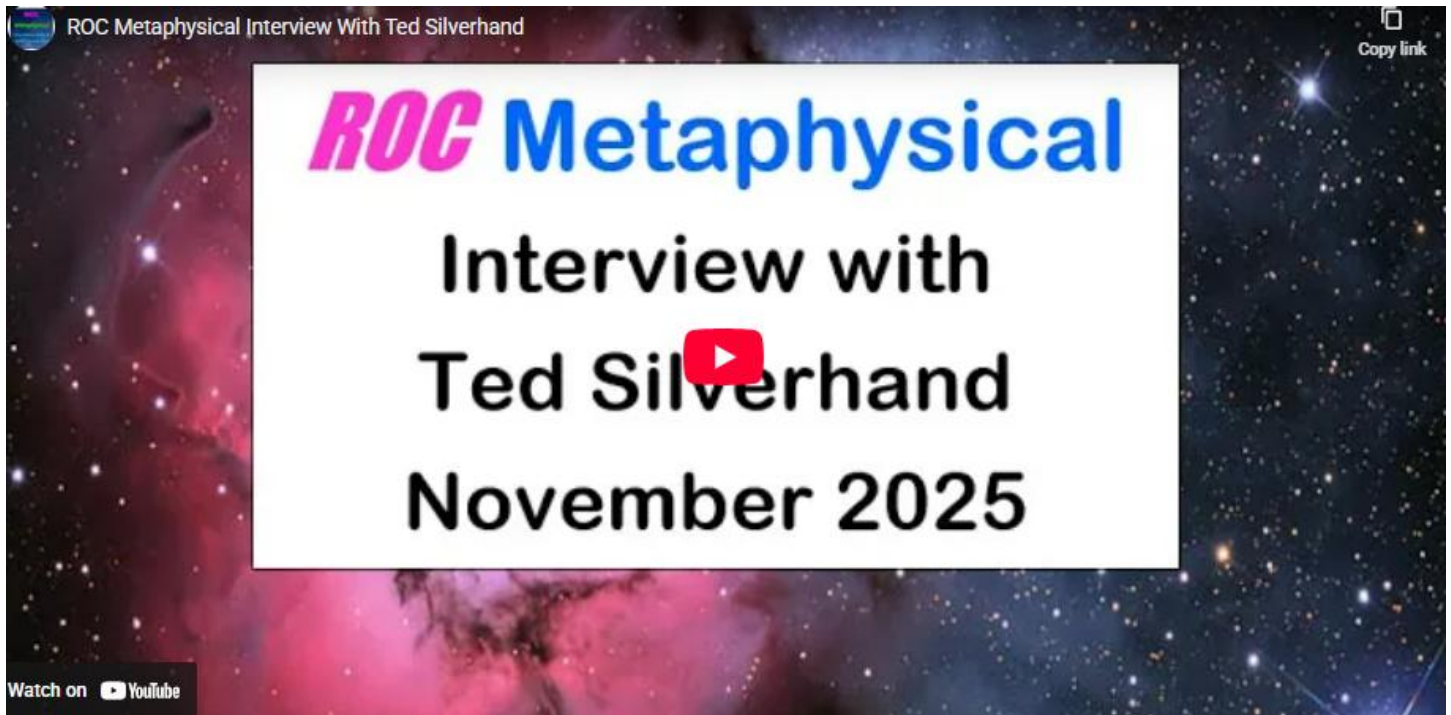 ROC Metaphysical Interview With Ted Silverhand
Copy link
ROC Metaphysical
Interview with
Ted Silverhand
November 2025
Watch on YouTube